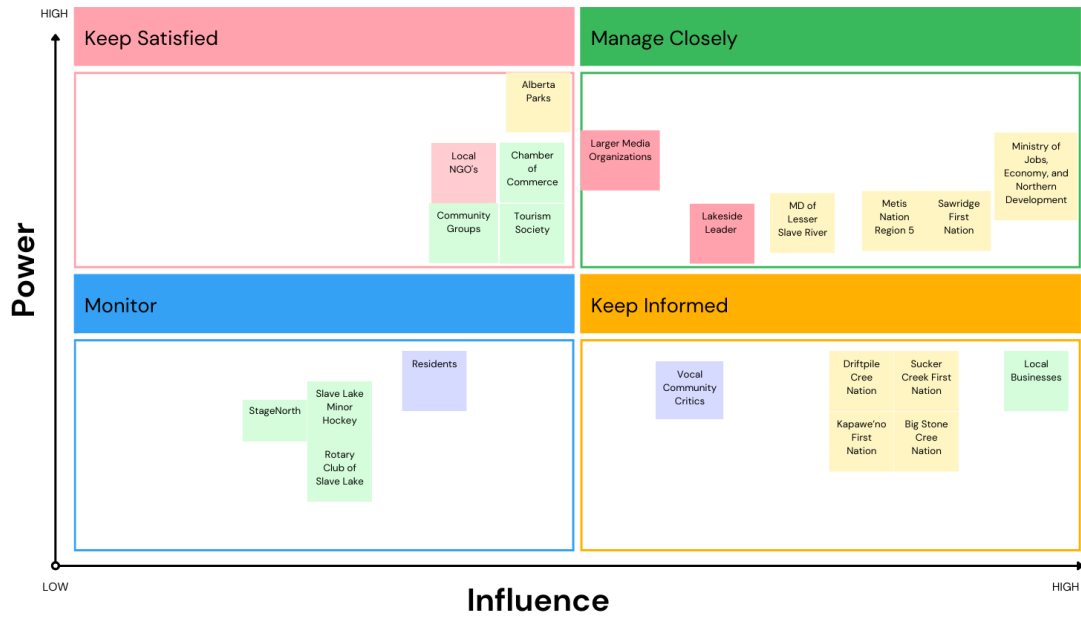 HIGH
Keep Satisfied
Manage Closely
Alberta
Parks
Local
NGO's
Chamber
of
Commerce
Community
Groups
Tourism
Society
Larger Media
Organizations
Lakeside
Leader
MD of
Lesser
Slave River
Metis
Nation
Region 5
Sawridge
First
Nation
Ministry of
Jobs,
Economy, and
Northern
Development
Power
Monitor
Keep Informed
Residents
StageNorth
Slave Lake
Minor
Hockey
Rotary
Club of
Slave Lake
Vocal
Community
Critics
Driftpile
Cree
Nation
Sucker
Creek First
Nation
Kapawe'no
First
Nation
Big Stone
Cree
Nation
Local
Businesses
LOW
Influence
HIGH